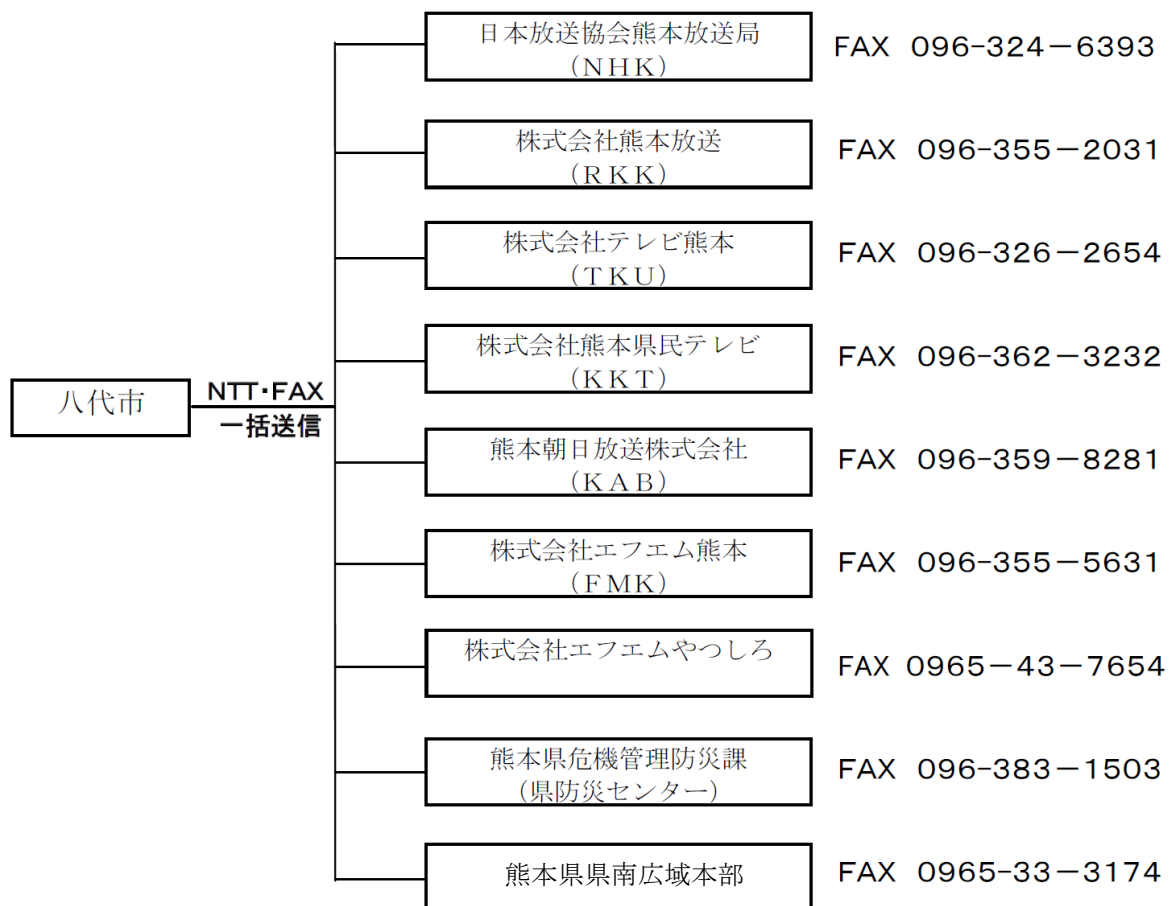 日本放送協会熊本放送局
（ＮＨＫ）
FAX 096-324－6393
株式会社熊本放送
（ＲＫＫ）
FAX 096-355－2031
株式会社テレビ熊本
（ＴＫＵ）
FAX 096-326－2654
株式会社熊本県民テレビ
（ＫＫＴ）
FAX 096-362－3232
八代市
NTT・FAX
一括送信
熊本朝日放送株式会社
（ＫＡＢ）
FAX 096-359－8281
株式会社エフエム熊本
（ＦＭＫ）
FAX 096-355－5631
株式会社エフエムやつしろ
FAX 0965－43－7654
熊本県危機管理防災課
（県防災センター）
FAX 096-383－1503
熊本県県南広域本部
FAX 0965-33－3174